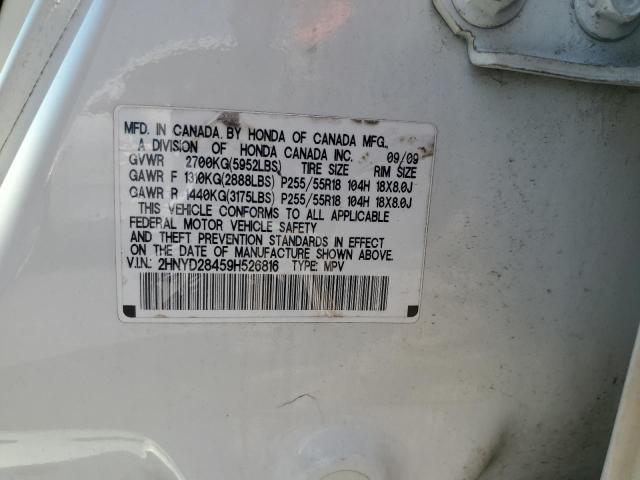 MFD. IN CANADA. BY HONDA OF CANADA MFG.,
A DIVISION OF HONDA CANADA INC. 09/09
GVWR 2700KG(5952LBS) TIRE SIZE RIM SIZE
GAWR F 1310KG(2888LBS) P255/55R18 104H 18X8.0J
GAWR R 1440KG(3175LBS) P255/55R18 104H 18X8.0J
THIS VEHICLE CONFORMS TO ALL APPLICABLE
FEDERAL MOTOR VEHICLE SAFETY
AND THEFT PREVENTION STANDARDS IN EFFECT
ON THE DATE OF MANUFACTURE SHOWN ABOVE.
V.I.N.: 2HNYD28459H526816 TYPE: MPV